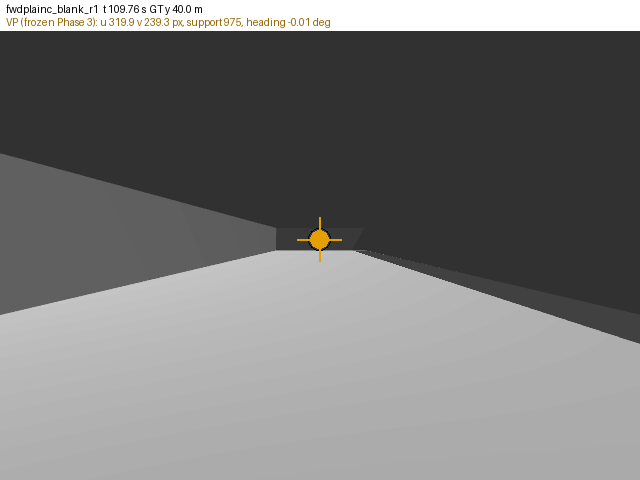 fwdplainc_blank_r1 t 109.76 s GT y 40.0 m
VP (frozen Phase 3): u 319.9 v 239.3 px, support 975, heading -0.01 deg